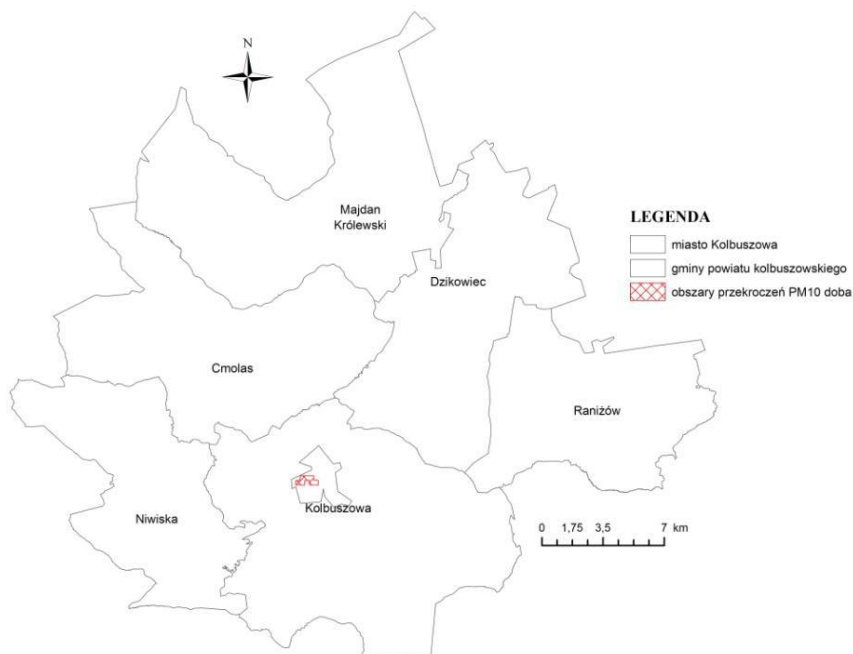 N
Majdan
Królewski
Dzikowiec
LEGENDA
miasto Kolbuszowa
gminy powiatu kolbuszowskiego
obszary przekroczeń PM10 doba
Cmolas
Raniżów
Niwiska
Kolbuszowa
0 1,75 3,5 7 km